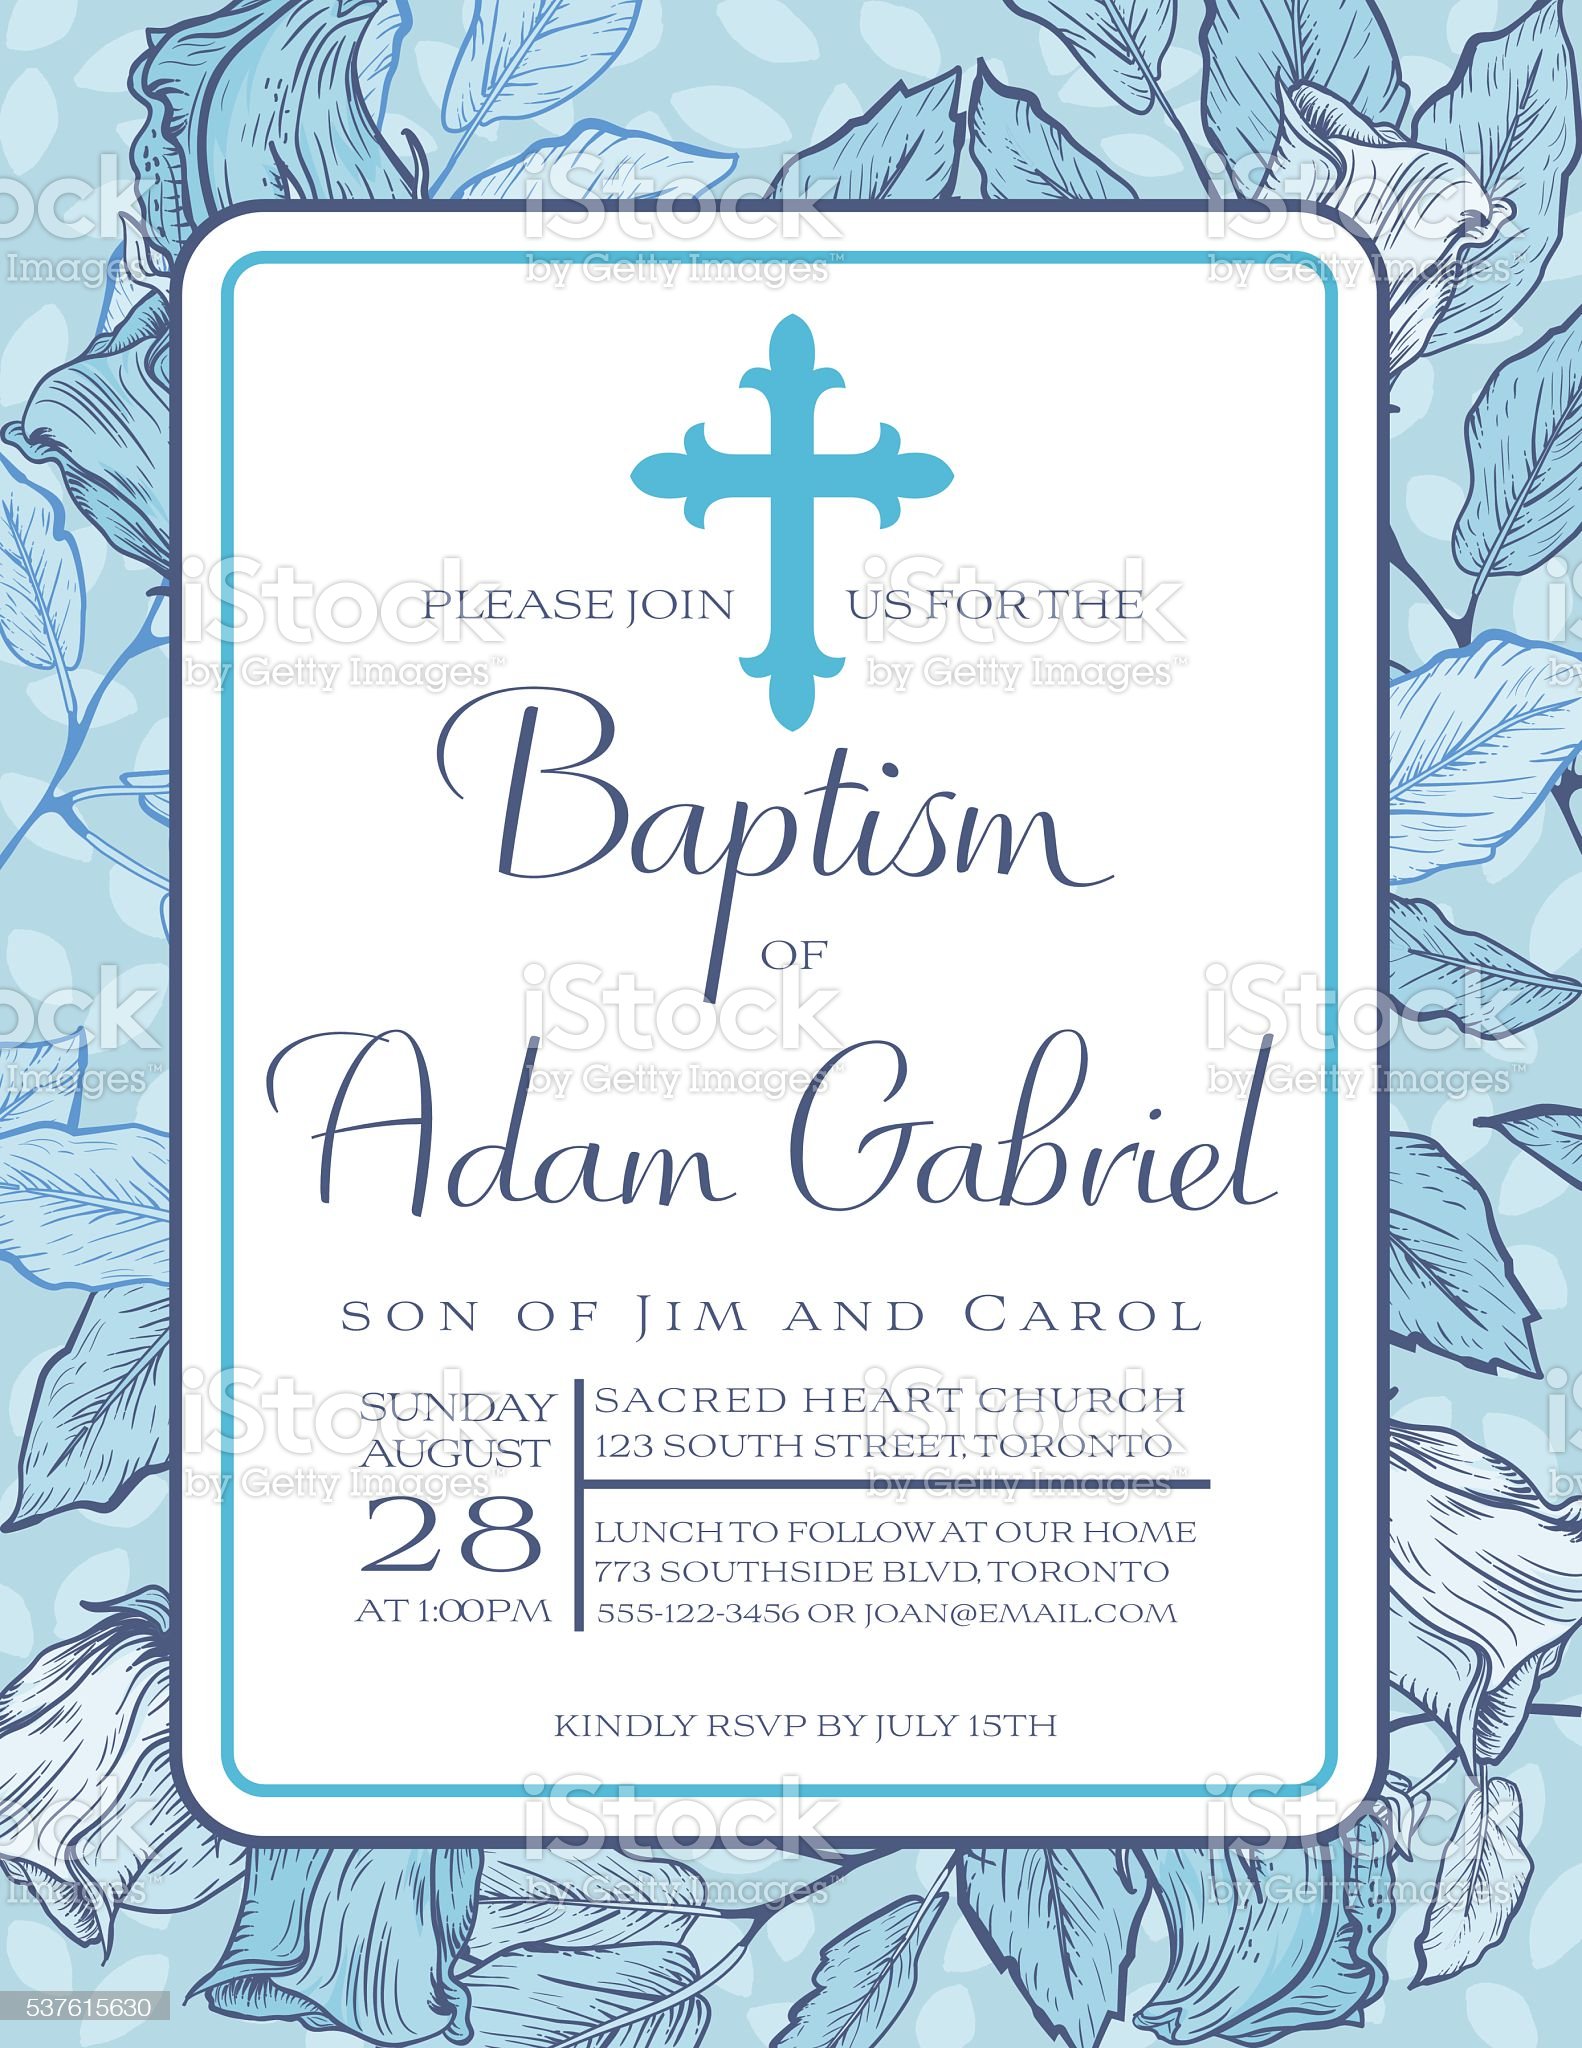 PLEASE JOIN US FOR THE
Baptism
OF
Adam Gabriel
SON OF JIM AND CAROL
SUNDAY
AUGUST
28
AT 1:00PM
SACRED HEART CHURCH
123 SOUTH STREET, TORONTO
LUNCH TO FOLLOW AT OUR HOME
773 SOUTHSIDE BLVD, TORONTO
555-122-3456 OR JOAN@EMAIL.COM
KINDLY RSVP BY JULY 15TH
iStock
by Getty Images™
537615630